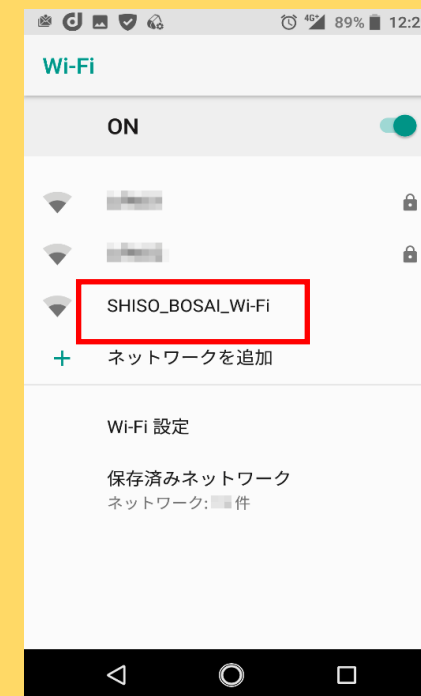 4G+ 89% 12:2
Wi-Fi
ON
SHISO_BOSAI_Wi-Fi
+ ネットワークを追加
Wi-Fi 設定
保存済みネットワーク
ネットワーク: 件